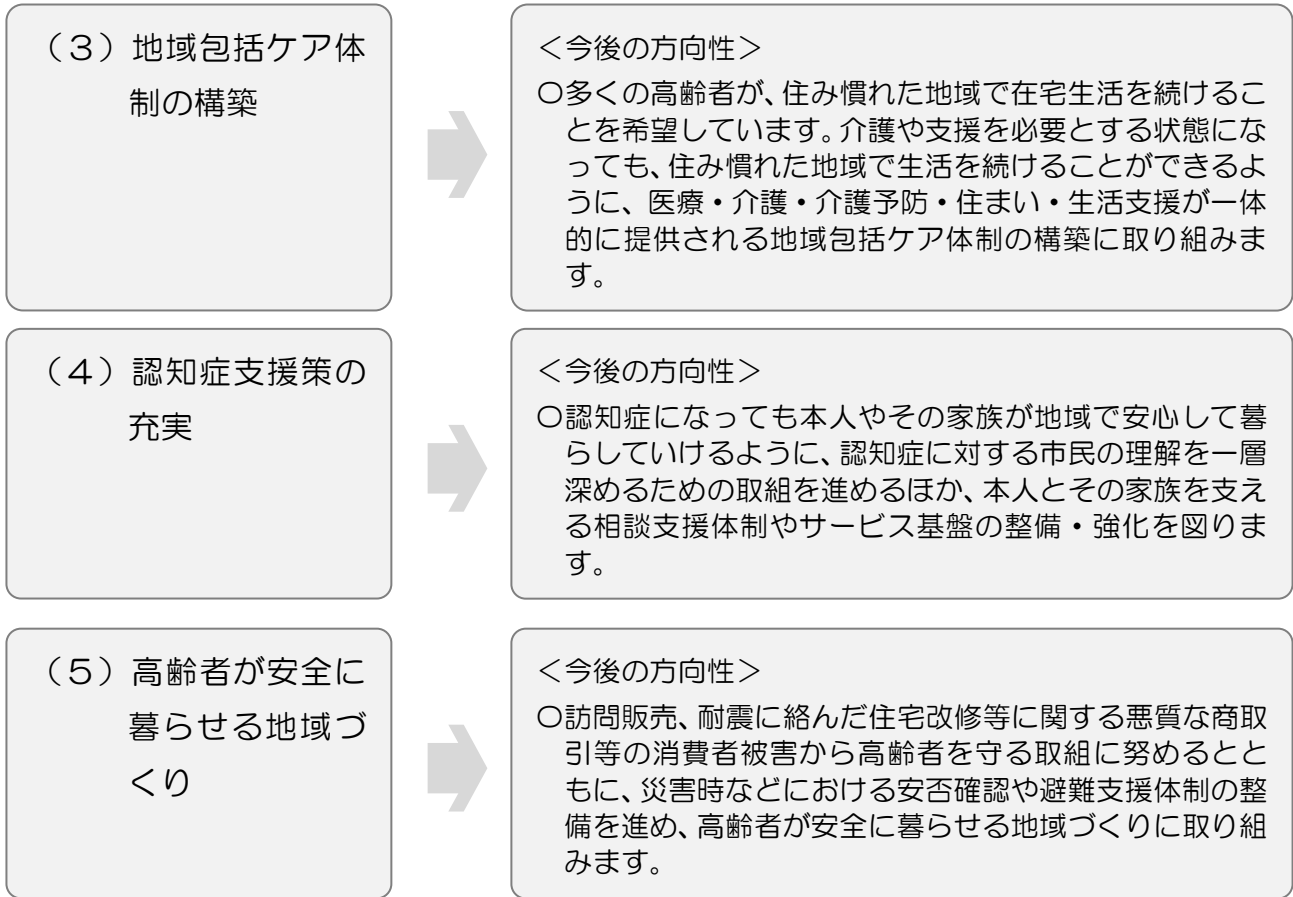 （３）地域包括ケア体
制の構築
＜今後の方向性＞
〇多くの高齢者が、住み慣れた地域で在宅生活を続けるこ
とを希望しています。介護や支援を必要とする状態にな
っても、住み慣れた地域で生活を続けることができるよ
うに、医療・介護・介護予防・住まい・生活支援が一体
的に提供される地域包括ケア体制の構築に取り組みま
す。
（４）認知症支援策の
充実
＜今後の方向性＞
〇認知症になっても本人やその家族が地域で安心して暮
らしていけるように、認知症に対する市民の理解を一層
深めるための取組を進めるほか、本人とその家族を支え
る相談支援体制やサービス基盤の整備・強化を図りま
す。
（５）高齢者が安全に
暮らせる地域づ
くり
＜今後の方向性＞
〇訪問販売、耐震に絡んだ住宅改修等に関する悪質な商取
引等の消費者被害から高齢者を守る取組に努めるとと
もに、災害時などにおける安否確認や避難支援体制の整
備を進め、高齢者が安全に暮らせる地域づくりに取り組
みます。